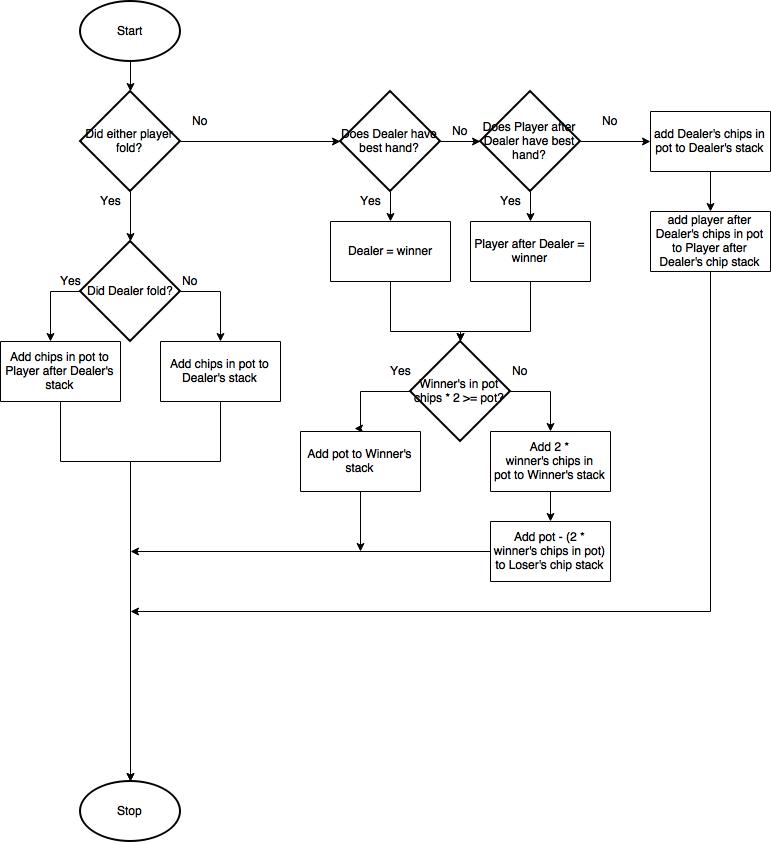 Start
No
Did either player
fold?
Does Dealer have
best hand?
No
Does Player after
Dealer have best
hand?
No
add Dealer's chips in
pot to Dealer's stack
Yes
Yes
Yes
add player after
Dealer's chips in pot
to Player after
Dealer's chip stack
Dealer = winner
Player after Dealer =
winner
Yes
Did Dealer fold?
No
Add chips in pot to
Player after Dealer's
stack
Add chips in pot to
Dealer's stack
Yes
Winner's in pot
chips * 2 >= pot?
No
Add pot to Winner's
stack
Add 2 *
winner's chips in
pot to Winner's stack
Add pot - (2 *
winner's chips in pot)
to Loser's chip stack
Stop